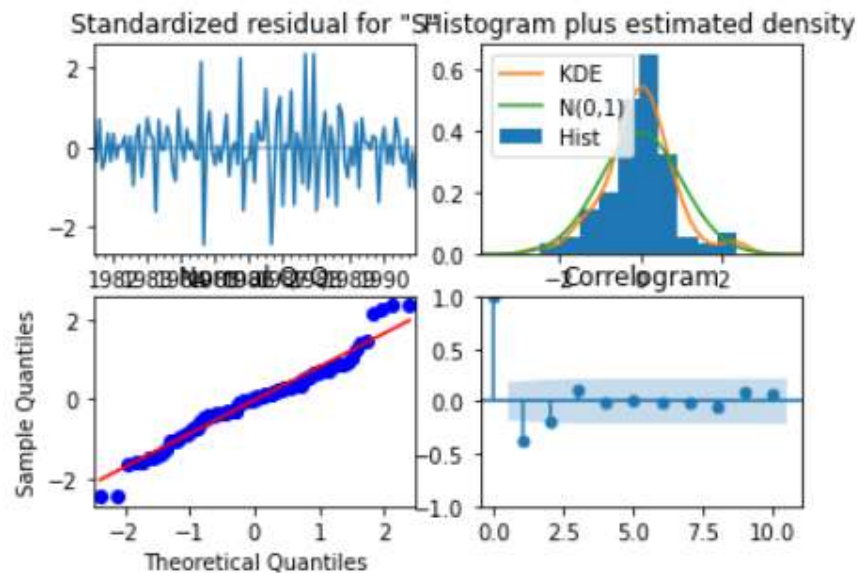 Standardized residual for "S"
Histogram plus estimated density
2
0
−2
0.6
0.4
0.2
0.0
KDE
N(0,1)
Hist
−2 0 2
Normal Q-Q
Correlogram
Sample Quantiles
2
0
−2
−2 −1 0 1 2
Theoretical Quantiles
1.0
0.5
0.0
−0.5
−1.0
0.0 2.5 5.0 7.5 10.0